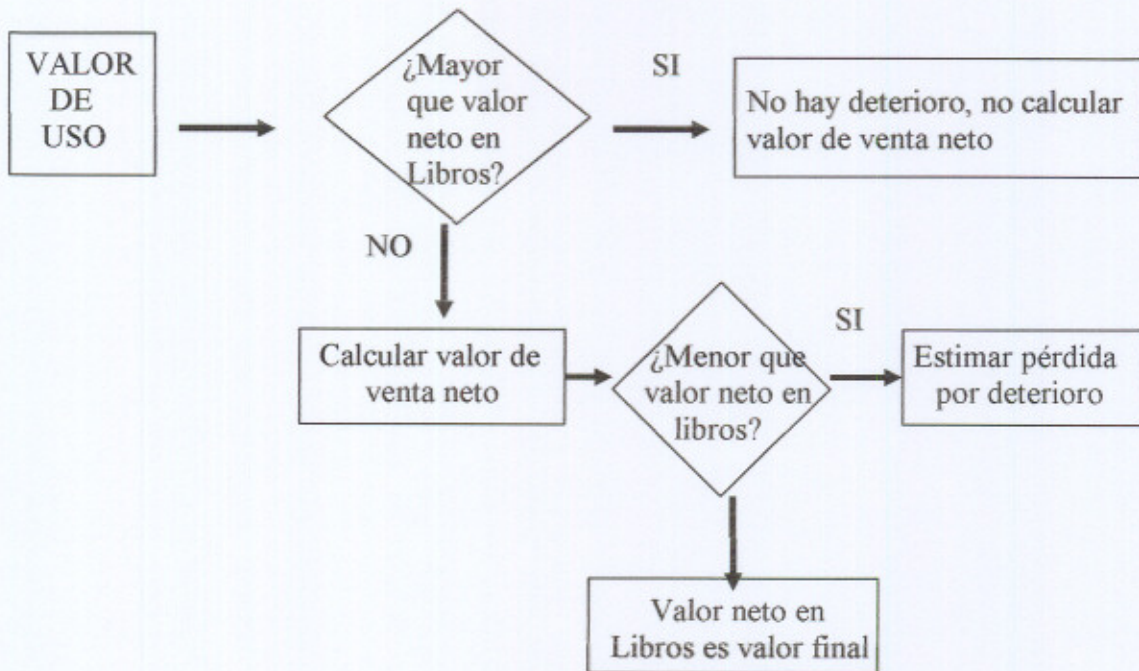 VALOR
DE
USO
¿Mayor
que valor
neto en
Libros?
SI
No hay deterioro, no calcular
valor de venta neto
NO
Calcular valor de
venta neto
¿Menor que
valor neto en
libros?
SI
Estimar pérdida
por deterioro
Valor neto en
Libros es valor final